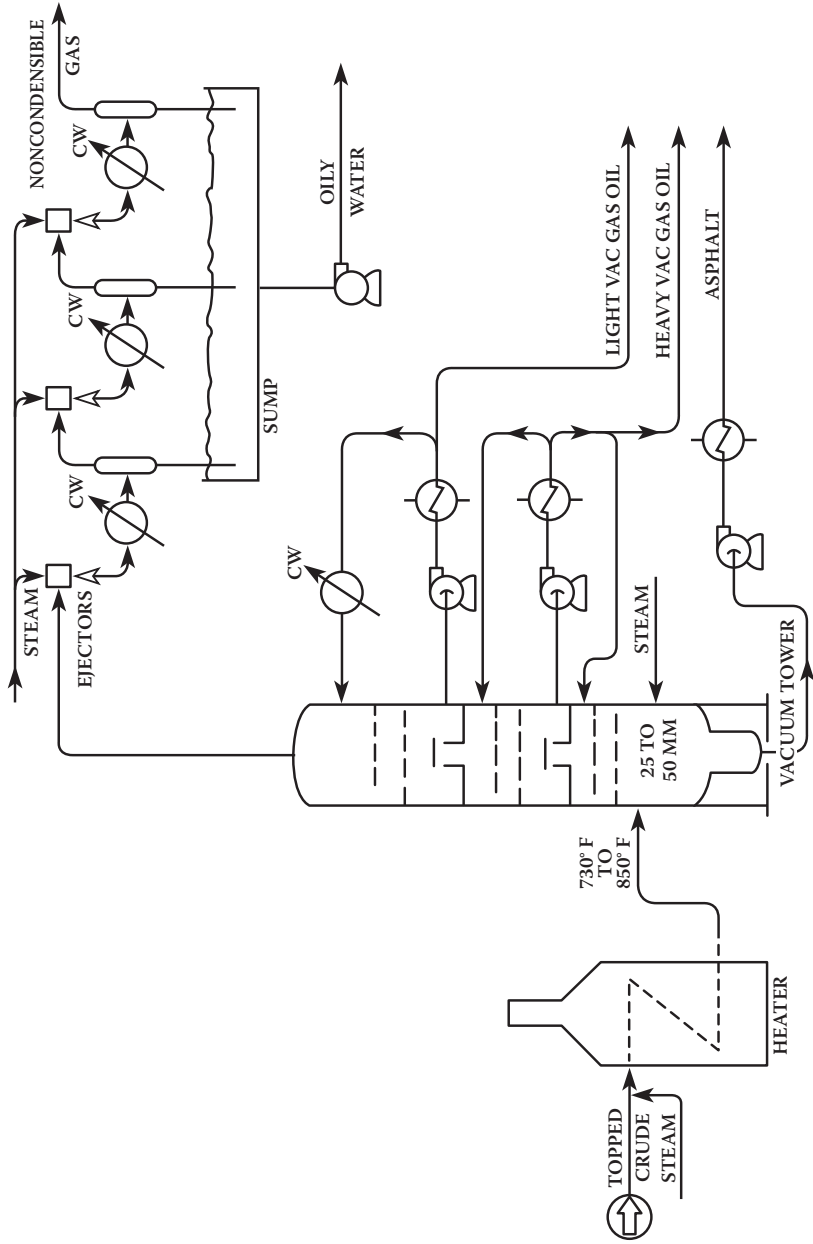 NONCONDENSIBLE
GAS
STEAM
EJECTORS
CW
CW
CW
SUMP
OILY
WATER
CW
LIGHT VAC GAS OIL
HEAVY VAC GAS OIL
ASPHALT
STEAM
25 TO
50 MM
VACUUM TOWER
730° F
TO
850° F
HEATER
TOPPED
CRUDE
STEAM